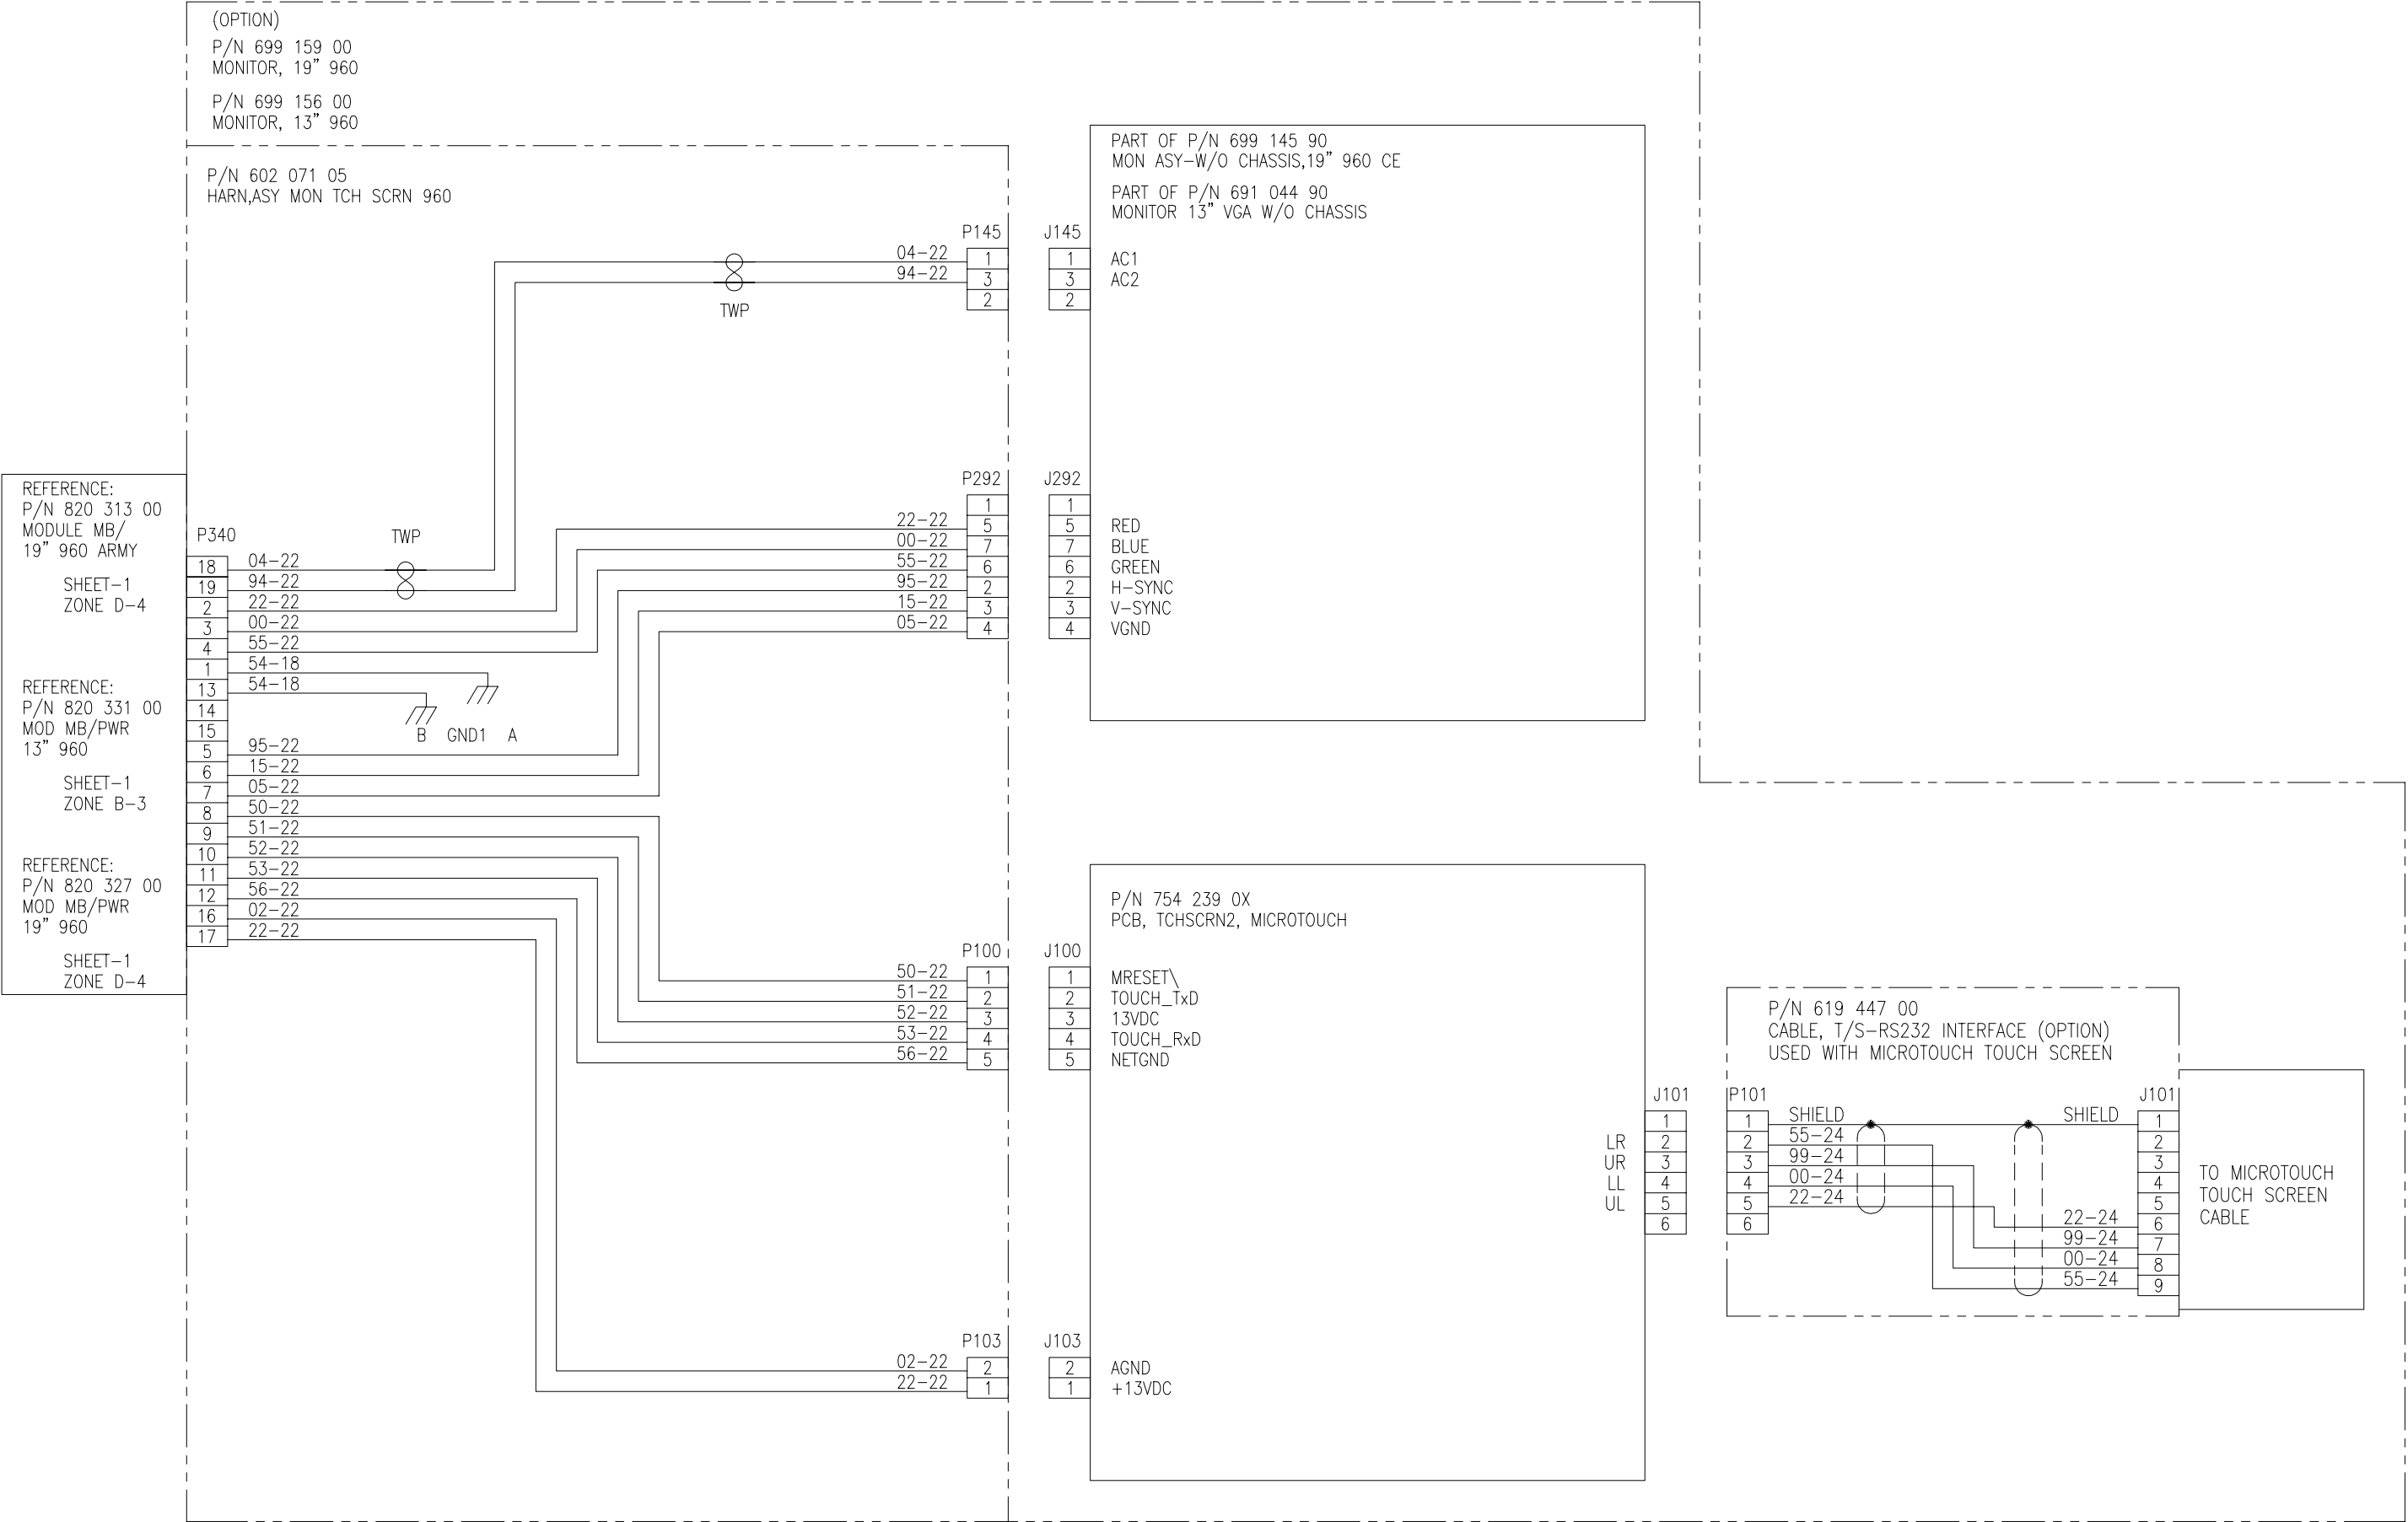 (OPTION)
P/N 699 159 00
MONITOR, 19" 960
P/N 699 156 00
MONITOR, 13" 960
P/N 602 071 05
HARN,ASY MON TCH SCRN 960
PART OF P/N 699 145 90
MON ASY-W/O CHASSIS,19" 960 CE
PART OF P/N 691 044 90
MONITOR 13" VGA W/O CHASSIS
P145
J145
04-22
1
1
AC1
94-22
3
3
AC2
2
2
TWP
REFERENCE:
P/N 820 313 00
MODULE MB/
19" 960 ARMY
SHEET-1
ZONE D-4
REFERENCE:
P/N 820 331 00
MOD MB/PWR
13" 960
SHEET-1
ZONE B-3
REFERENCE:
P/N 820 327 00
MOD MB/PWR
19" 960
SHEET-1
ZONE D-4
P340
TWP
18
04-22
19
94-22
2
22-22
3
00-22
4
55-22
1
54-18
13
54-18
14
15
B GND1 A
5
95-22
6
15-22
7
05-22
8
50-22
9
51-22
10
52-22
11
53-22
12
56-22
16
02-22
17
22-22
P292
J292
1
1
22-22
5
5
RED
00-22
7
7
BLUE
55-22
6
6
GREEN
95-22
2
2
H-SYNC
15-22
3
3
V-SYNC
05-22
4
4
VGND
P/N 754 239 0X
PCB, TCHSCRN2, MICROTOUCH
P100
J100
50-22
1
1
MRESET\
51-22
2
2
TOUCH_TxD
52-22
3
3
13VDC
53-22
4
4
TOUCH_RxD
56-22
5
5
NETGND
P103
J103
02-22
2
2
AGND
22-22
1
1
+13VDC
J101
1
LR
2
UR
3
LL
4
UL
5
6
P/N 619 447 00
CABLE, T/S-RS232 INTERFACE (OPTION)
USED WITH MICROTOUCH TOUCH SCREEN
P101
1
SHIELD
2
55-24
3
99-24
4
00-24
5
22-24
6
J101
SHIELD
1
2
3
4
5
22-24
6
99-24
7
00-24
8
55-24
9
TO MICROTOUCH
TOUCH SCREEN
CABLE